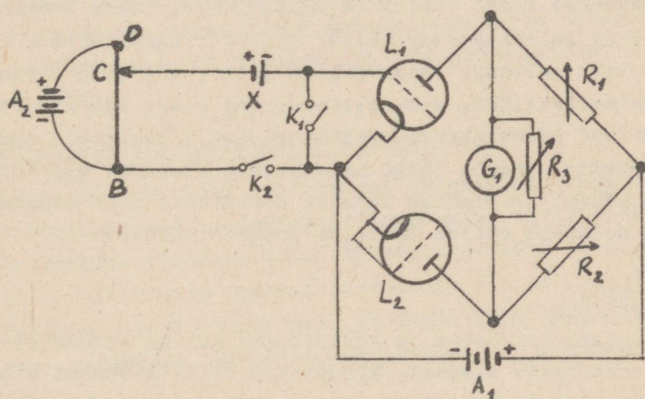 D
L₁
C
+ -
R₁
A₂
+
-
X
K₁
G₁
R₃
B
K₂
R₂
L₂
- +
A₁